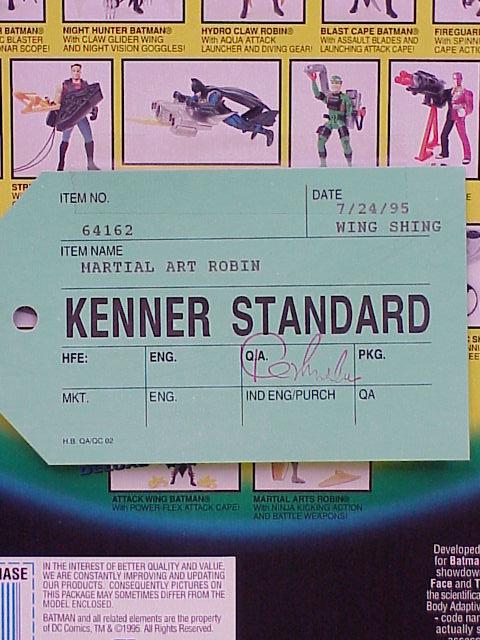 NIGHT HUNTER BATMAN®
HYDRO CLAW ROBIN®
BLAST CAPE BATMAN®
BLASTER
WITH CLAW GLIDER WING
WITH AQUA ATTACK
WITH ASSAULT BLADES AND
SCOPE!
AND NIGHT VISION GOGGLES!
LAUNCHER AND DIVING GEAR!
LAUNCHING ATTACK CAPE!
ITEM NO.
64162
DATE
7/24/95
WING SHING
ITEM NAME
MARTIAL ART ROBIN
KENNER STANDARD
HFE:
ENG.
Q.A.
PKG.
MKT.
ENG.
IND ENG/PURCH
QA
H.B. QA/QC 02
ATTACK WING BATMAN®
MARTIAL ARTS ROBIN®
WITH POWER-FLEX ATTACK CAPE!
WITH NINJA KICKING ACTION
AND BATTLE WEAPONS!
IN THE INTEREST OF BETTER QUALITY AND VALUE,
WE ARE CONSTANTLY IMPROVING AND UPDATING
OUR PRODUCTS. CONSEQUENTLY PICTURES ON
THIS PACKAGE MAY SOMETIMES DIFFER FROM THE
MODEL ENCLOSED.
BATMAN and all related elements are the property
of DC Comics, TM & ©1995. All Rights Reserved.
Developed
for Batma
showdow
Face and T
the scientifica
Body Adaptiv
- code nar
actually s